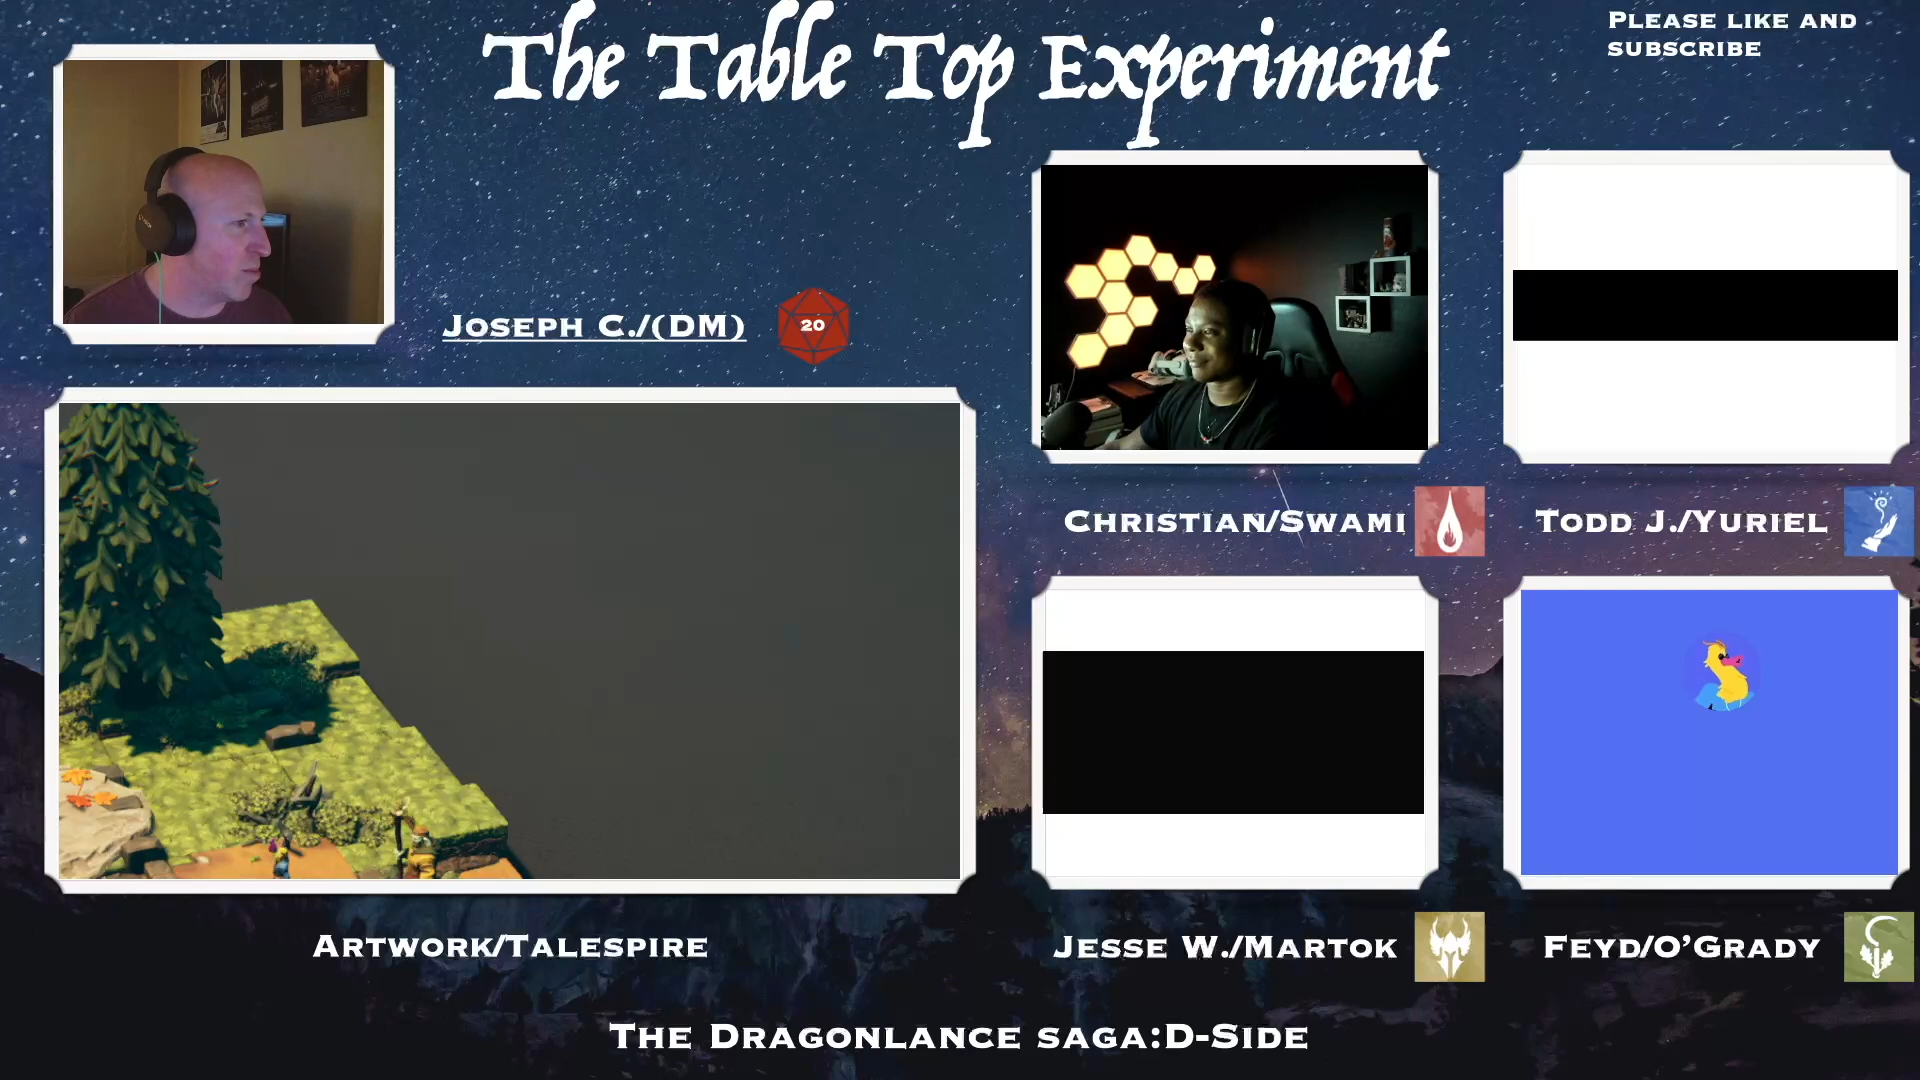 The Table Top Experiment
Please like and
subscribe
Joseph C./(DM)
20
Christian/Swami
Todd J./Yuriel
Artwork/Talespire
Jesse W./Martok
Feyd/O’Grady
The Dragonlance saga:D-Side